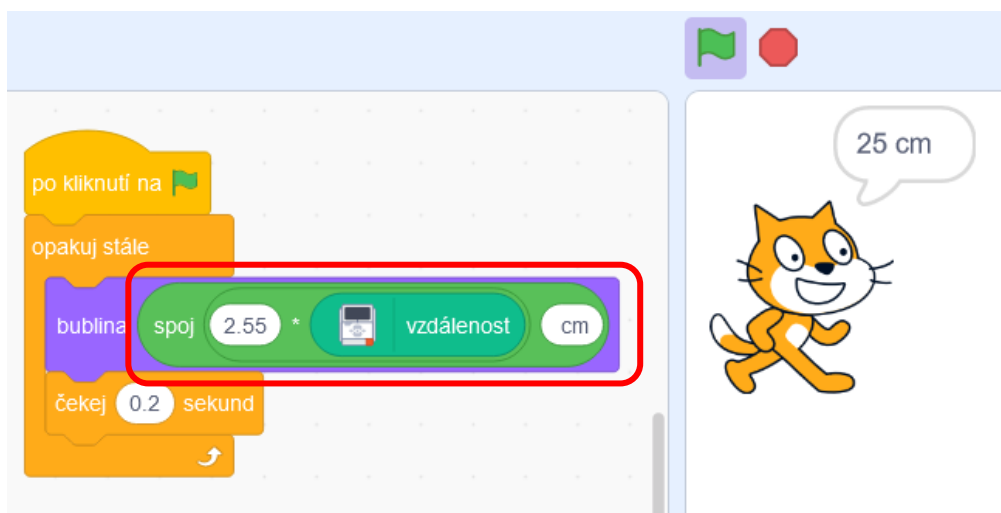 25 cm
po kliknutí na
opakuj stále
bublina spoj 2.55 * vzdálenost cm
čekej 0.2 sekund